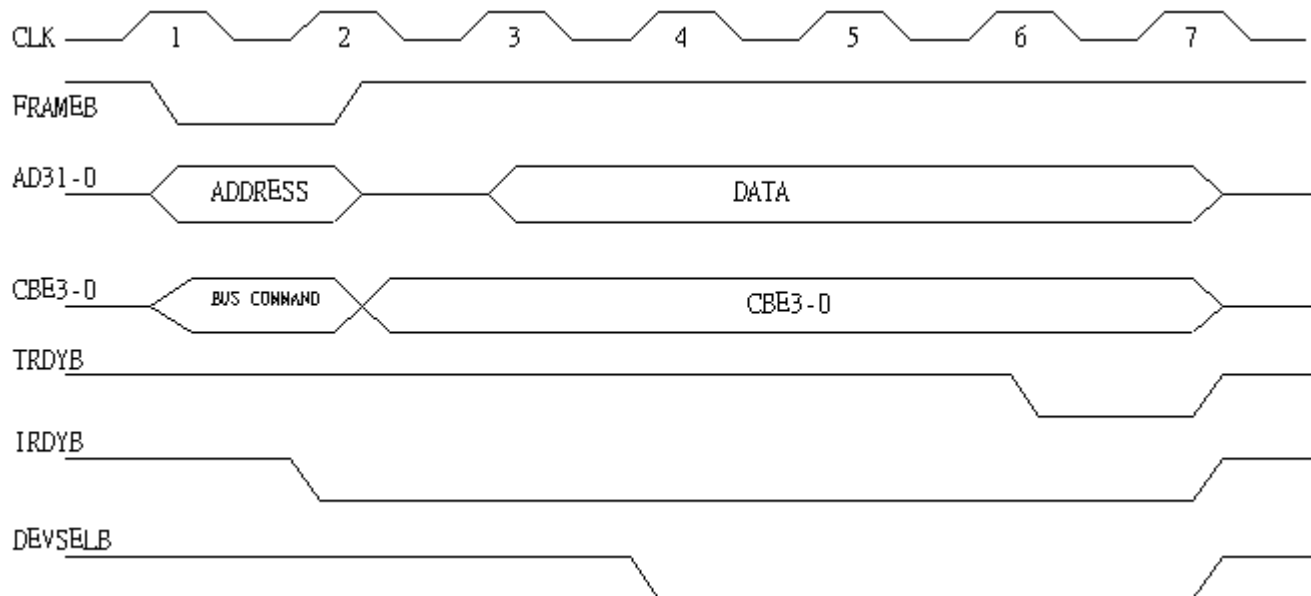 CLK 1 2 3 4 5 6 7
FRAMEB
AD31-0 ADDRESS DATA
CBE3-0 BUS COMMAND CBE3-0
TRDYB
IRDYB
DEVSELB